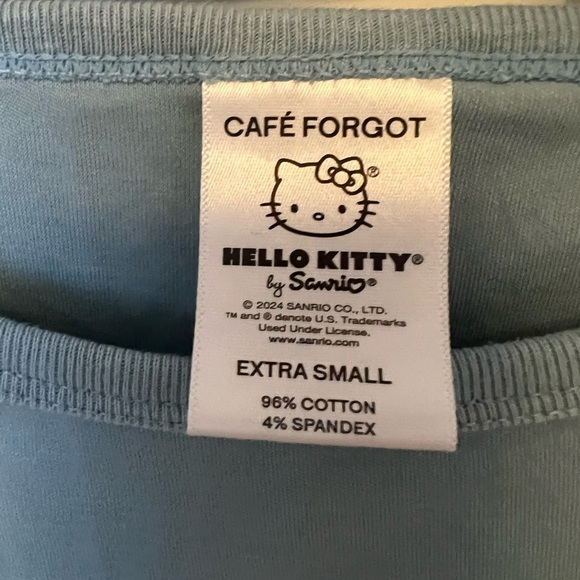 CAFÉ FORGOT
®
HELLO KITTY®
by Sanrio®
© 2024 SANRIO CO., LTD.
™ and ® denote U.S. Trademarks
Used Under License.
www.sanrio.com
EXTRA SMALL
96% COTTON
4% SPANDEX